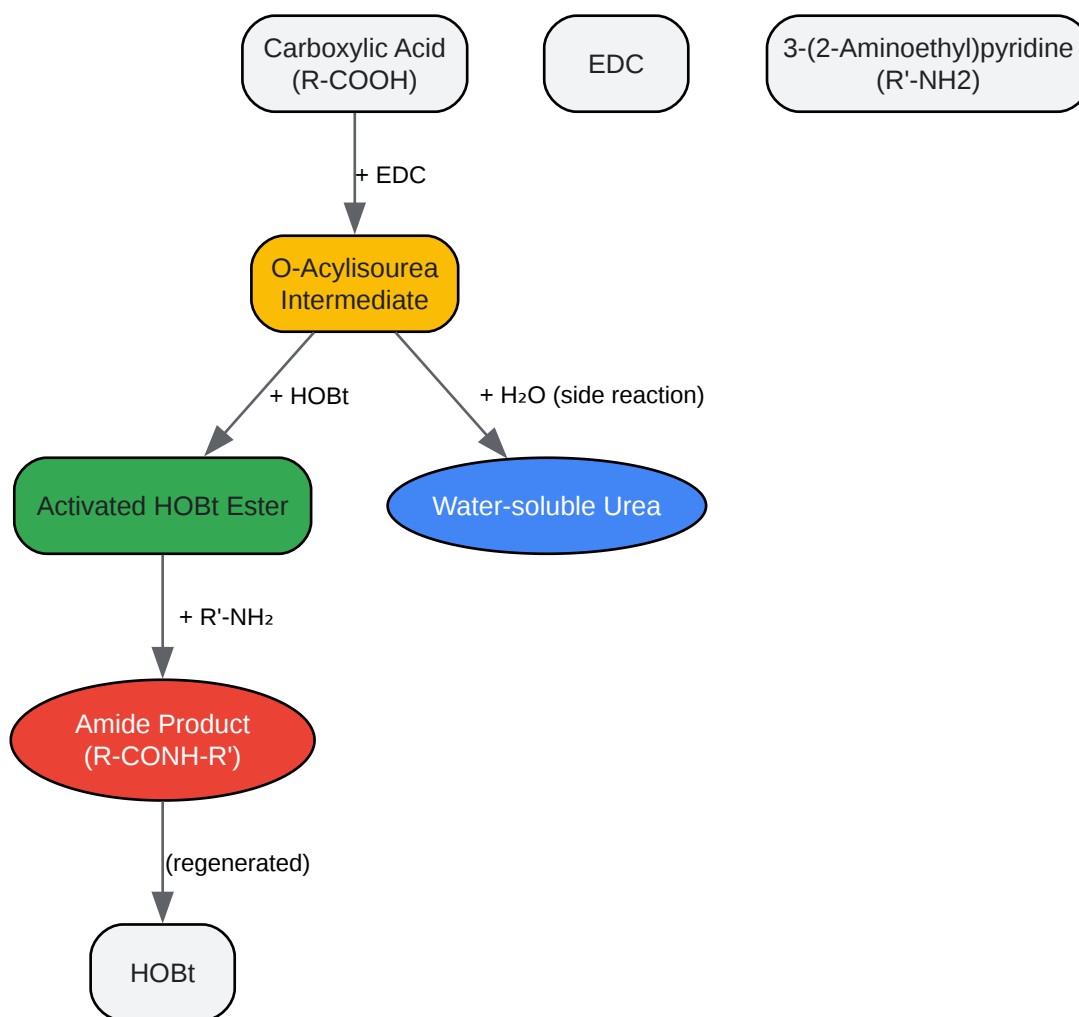 Carboxylic Acid
(R-COOH)
EDC
3-(2-Aminoethyl)pyridine
(R'-NH2)
+ EDC
O-Acylisourea
Intermediate
+ HOBt
+ H₂O (side reaction)
Activated HOBt Ester
Water-soluble Urea
+ R'-NH₂
Amide Product
(R-CONH-R')
(regenerated)
HOBt